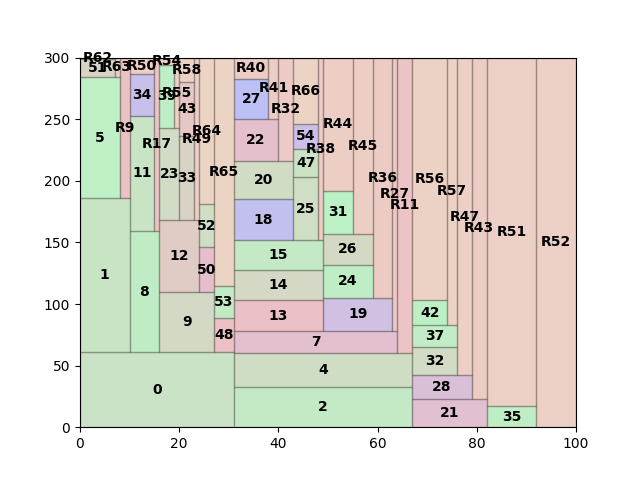 300
250
200
150
100
50
0
0 20 40 60 80 100
R62 R54
51 R63 R50 R58 R40
34 39 R55 27 R41 R66
43 22 R32
5 R9 R17 R49 R64 54 R38 R44 R45
11 23 33 R65 20 47 R36 R56
R27 R57
R11 R47
18 25 31 R43 R51 R52
1 12 52 15 26
8 50 14 24
9 53 13 19 42
48 7 37
0 4 32
28
2 21 35